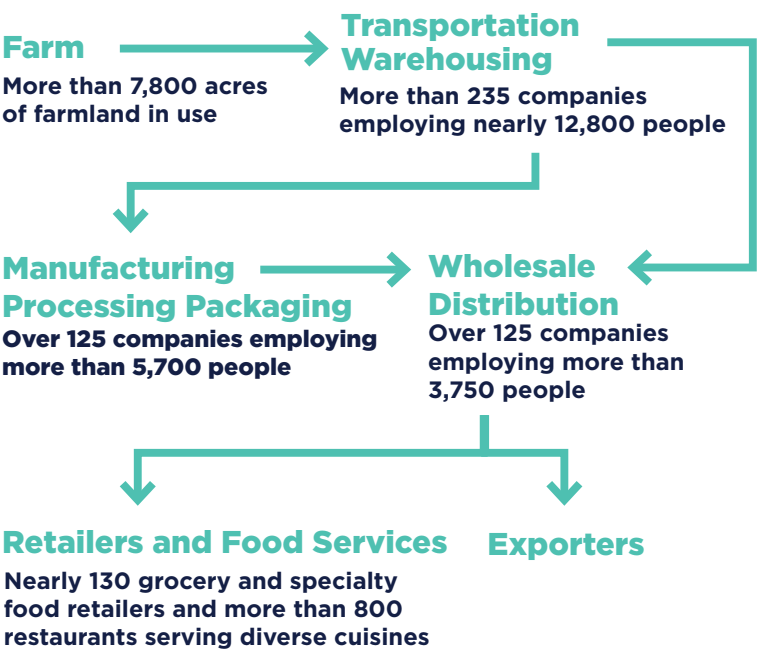 Farm
More than 7,800 acres
of farmland in use
Transportation
Warehousing
More than 235 companies
employing nearly 12,800 people
Manufacturing
Processing Packaging
Over 125 companies employing
more than 5,700 people
Wholesale
Distribution
Over 125 companies
employing more than
3,750 people
Retailers and Food Services
Nearly 130 grocery and specialty
food retailers and more than 800
restaurants serving diverse cuisines
Exporters